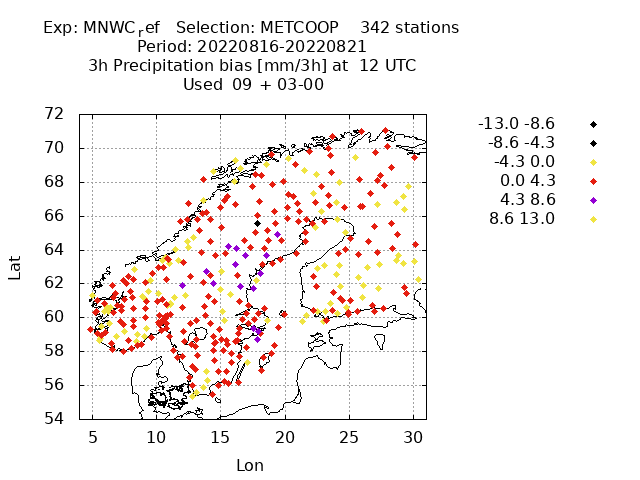 Exp: MNWC_ref   Selection: METCOOP    342 stations
Period: 20220816-20220821
3h Precipitation bias [mm/3h] at  12 UTC
Used  09 + 03-00
-13.0 -8.6
-8.6 -4.3
-4.3 0.0
0.0 4.3
4.3 8.6
8.6 13.0
72
70
68
66
64
62
60
58
56
54
Lat
5 10 15 20 25 30
Lon